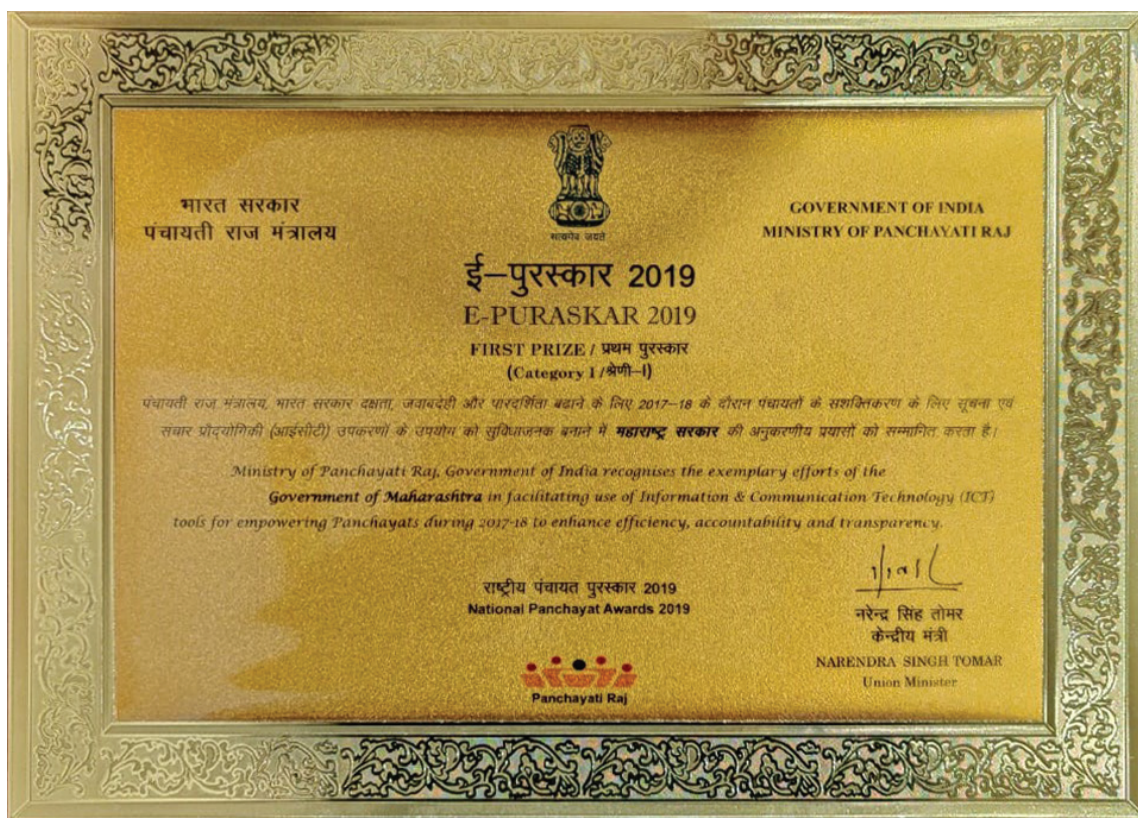 सत्यमेव जयते
भारत सरकार
पंचायती राज मंत्रालय
GOVERNMENT OF INDIA
MINISTRY OF PANCHAYATI RAJ
ई–पुरस्कार 2019
E-PURASKAR 2019
FIRST PRIZE / प्रथम पुरस्कार
(Category I /श्रेणी–I)
पंचायती राज मंत्रालय, भारत सरकार दक्षता, जवाबदेही और पारदर्शिता बढाने के लिए 2017–18 के दौरान पंचायतों के सशक्तिकरण के लिए सूचना एवं
संचार प्रौद्योगिकी (आईसीटी) उपकरणों के उपयोग को सुविधाजनक बनाने में महाराष्ट्र सरकार की अनुकरणीय प्रयासों को सम्मानित करता है।
Ministry of Panchayati Raj, Government of India recognises the exemplary efforts of the
Government of Maharashtra in facilitating use of Information & Communication Technology (ICT)
tools for empowering Panchayats during 2017-18 to enhance efficiency, accountability and transparency.
राष्ट्रीय पंचायत पुरस्कार 2019
National Panchayat Awards 2019
Panchayati Raj
नरेन्द्र सिंह तोमर
केन्द्रीय मंत्री
NARENDRA SINGH TOMAR
Union Minister